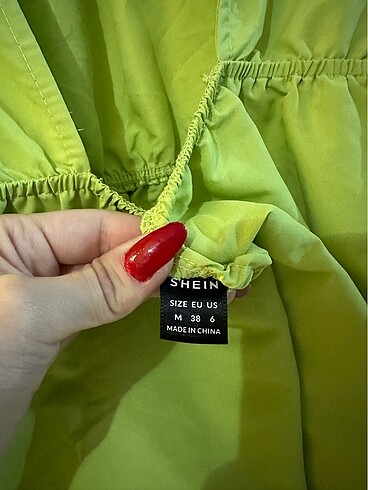 SHEIN
SIZE EU US
M 38 6
MADE IN CHINA